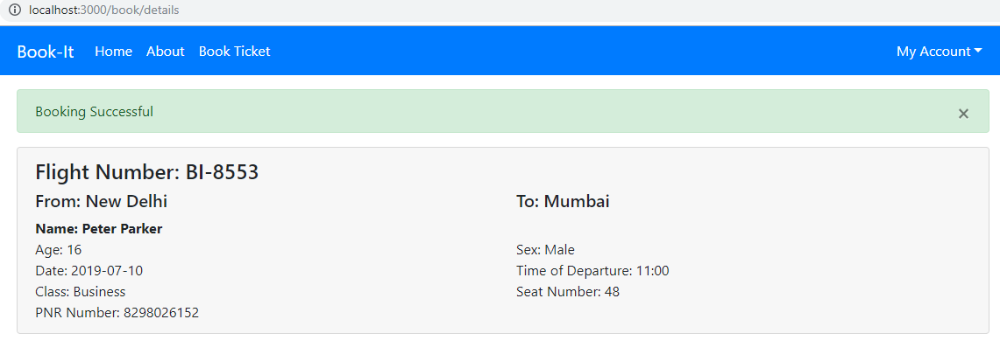 localhost:3000/book/details
Book-It Home About Book Ticket My Account
Booking Successful ×
Flight Number: BI-8553
From: New Delhi To: Mumbai
Name: Peter Parker
Age: 16 Sex: Male
Date: 2019-07-10 Time of Departure: 11:00
Class: Business Seat Number: 48
PNR Number: 8298026152